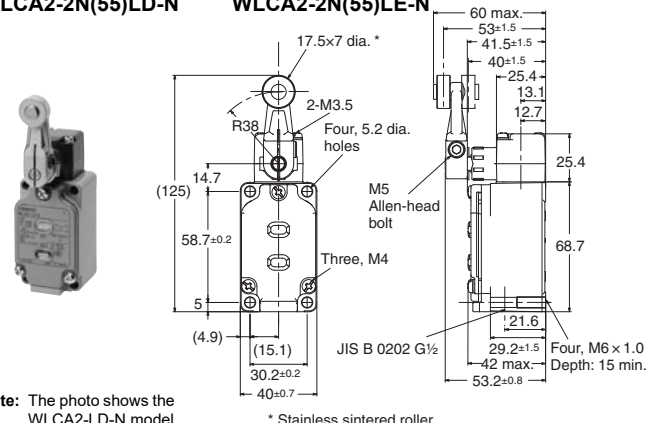 LCA2-2N(55)LD-N
WLCA2-2N(55)LE-N
60 max.
53±1.5
41.5±1.5
40±1.5
25.4
13.1
12.7
17.5×7 dia. *
2-M3.5
R38
Four, 5.2 dia.
holes
14.7
(125)
M5
Allen-head
bolt
25.4
58.7±0.2
68.7
Three, M4
5
(4.9)
(15.1)
30.2±0.2
40±0.7
JIS B 0202 G½
21.6
29.2±1.5
42 max.
53.2±0.8
Four, M6×1.0
Depth: 15 min.
te: The photo shows the
WLCA2-LD-N model
* Stainless sintered roller